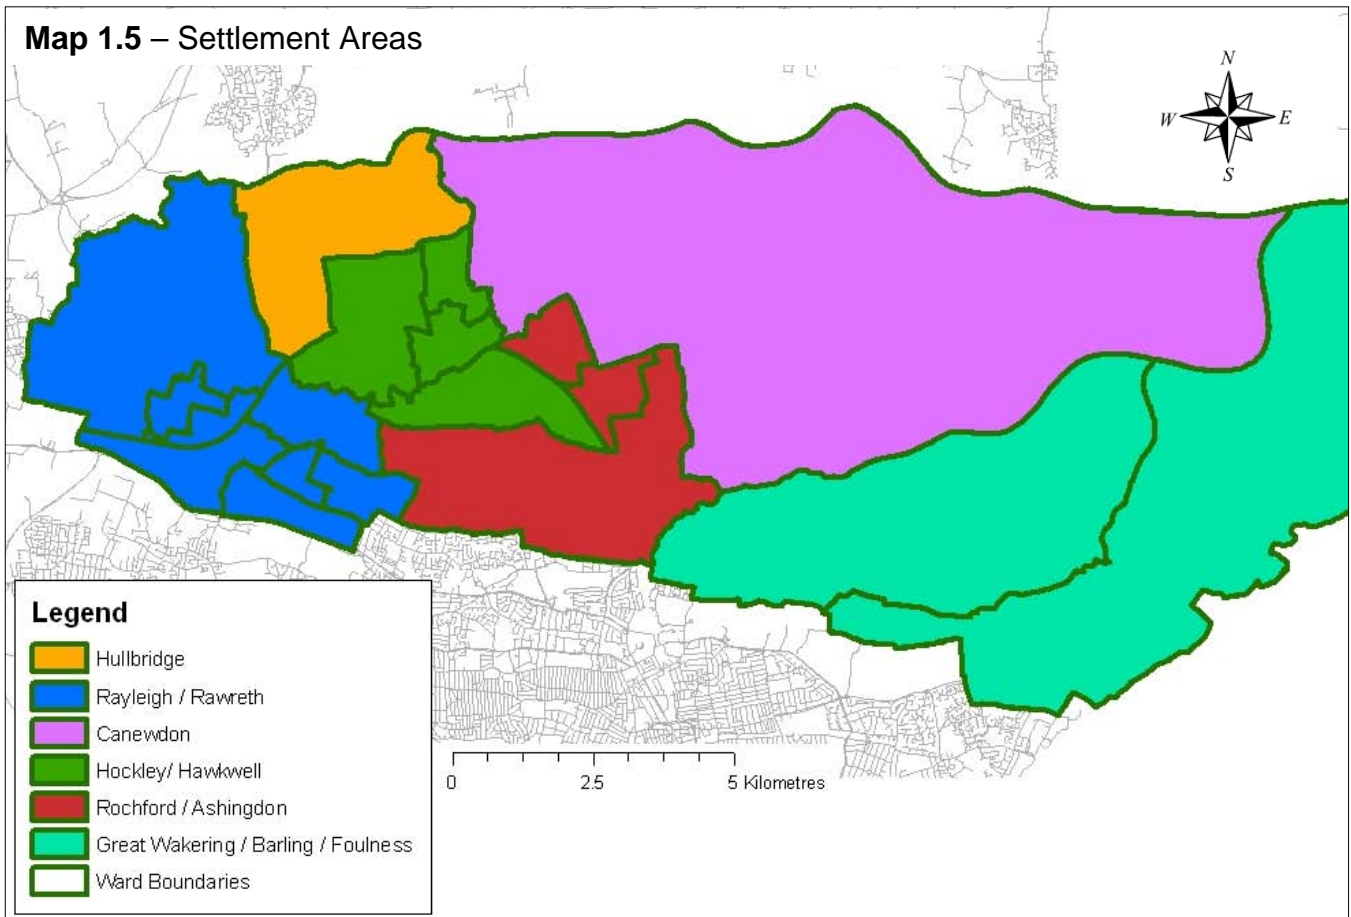 Map 1.5 – Settlement Areas
N
W E
S
Legend
Hullbridge
Rayleigh / Rawreth
Canewdon
Hockley/ Hawkwell
Rochford / Ashingdon
Great Wakering / Barling / Foulness
Ward Boundaries
0 2.5 5 Kilometres